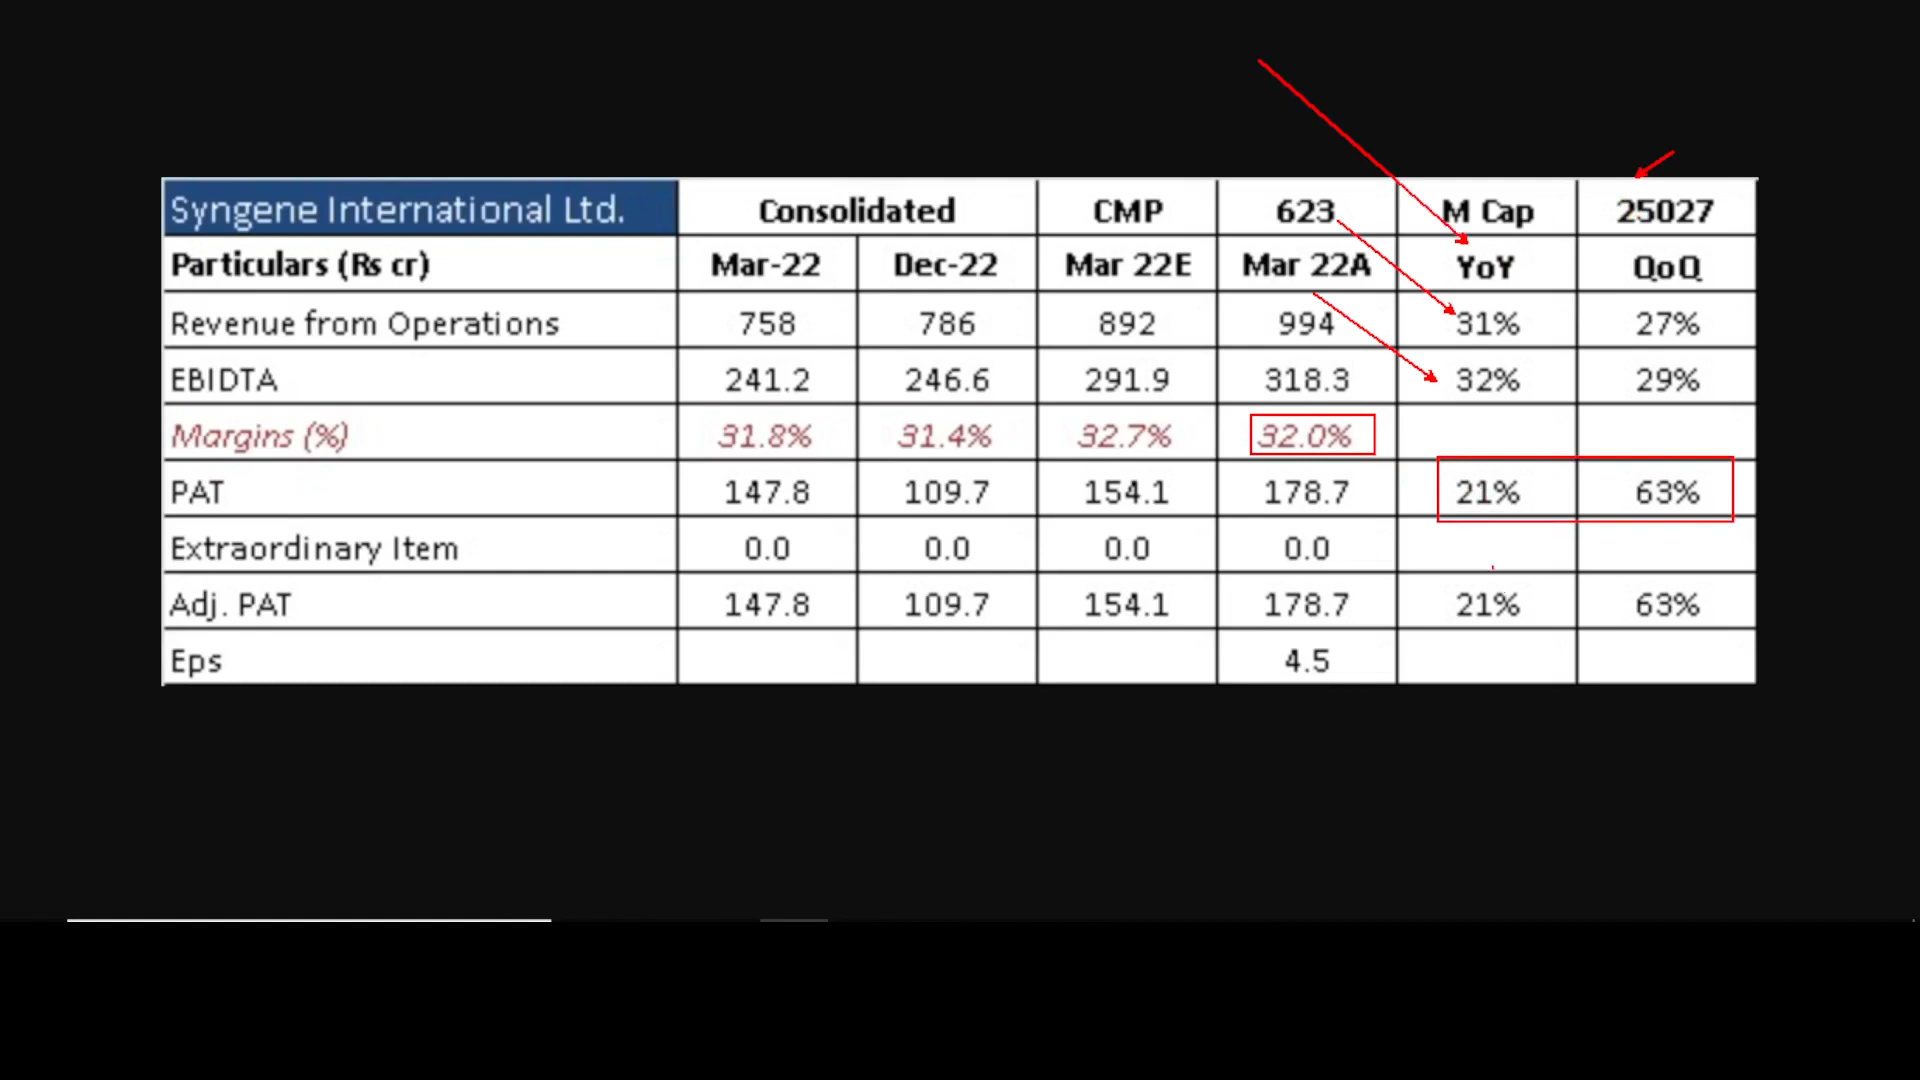 Syngene International Ltd. Consolidated CMP 623 M Cap 25027
Particulars (Rs cr) Mar-22 Dec-22 Mar 22E Mar 22A YoY QoQ
Revenue from Operations 758 786 892 994 31% 27%
EBIDTA 241.2 246.6 291.9 318.3 32% 29%
Margins (%) 31.8% 31.4% 32.7% 32.0%
PAT 147.8 109.7 154.1 178.7 21% 63%
Extraordinary Item 0.0 0.0 0.0 0.0
Adj. PAT 147.8 109.7 154.1 178.7 21% 63%
Eps 4.5